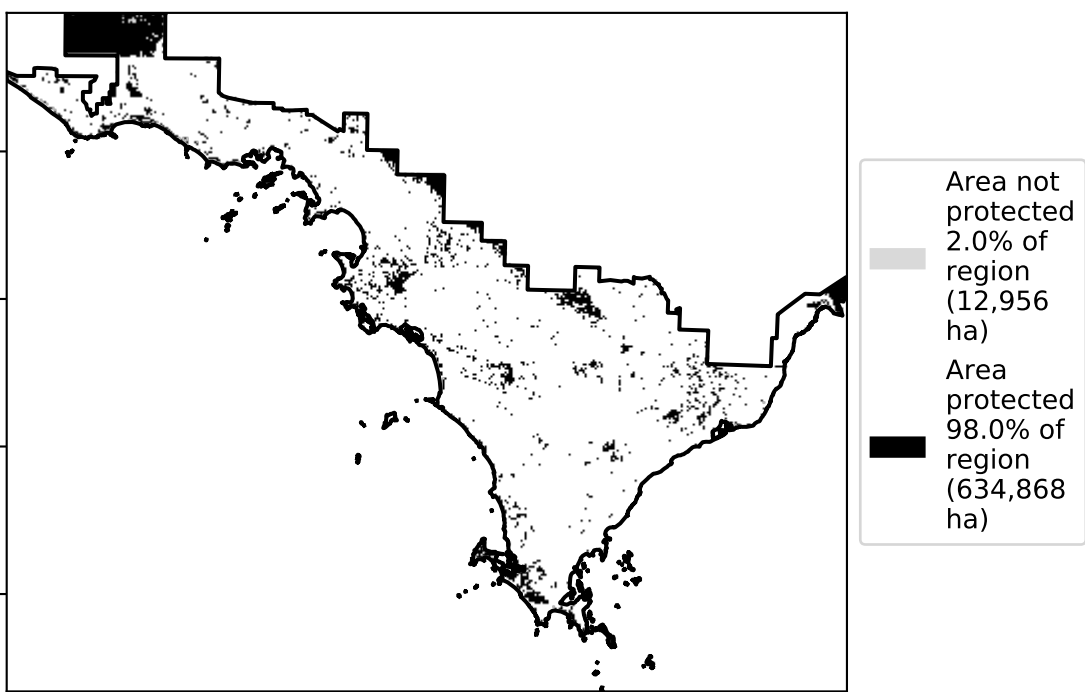 Area not
protected
2.0% of
region
(12,956
ha)
Area
protected
98.0% of
region
(634,868
ha)